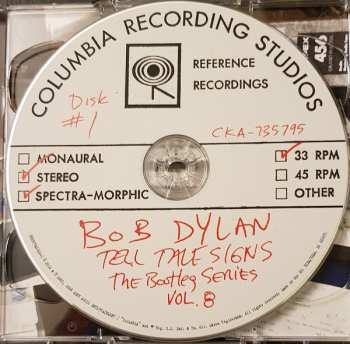 COLUMBIA RECORDING STUDIOS
REFERENCE
RECORDINGS
Disk
#1
CKA-735795
MONAURAL
STEREO
SPECTRA-MORPHIC
33 RPM
45 RPM
OTHER
BOB DYLAN
TELL TALE SIGNS
The Bootleg Series
VOL. 8